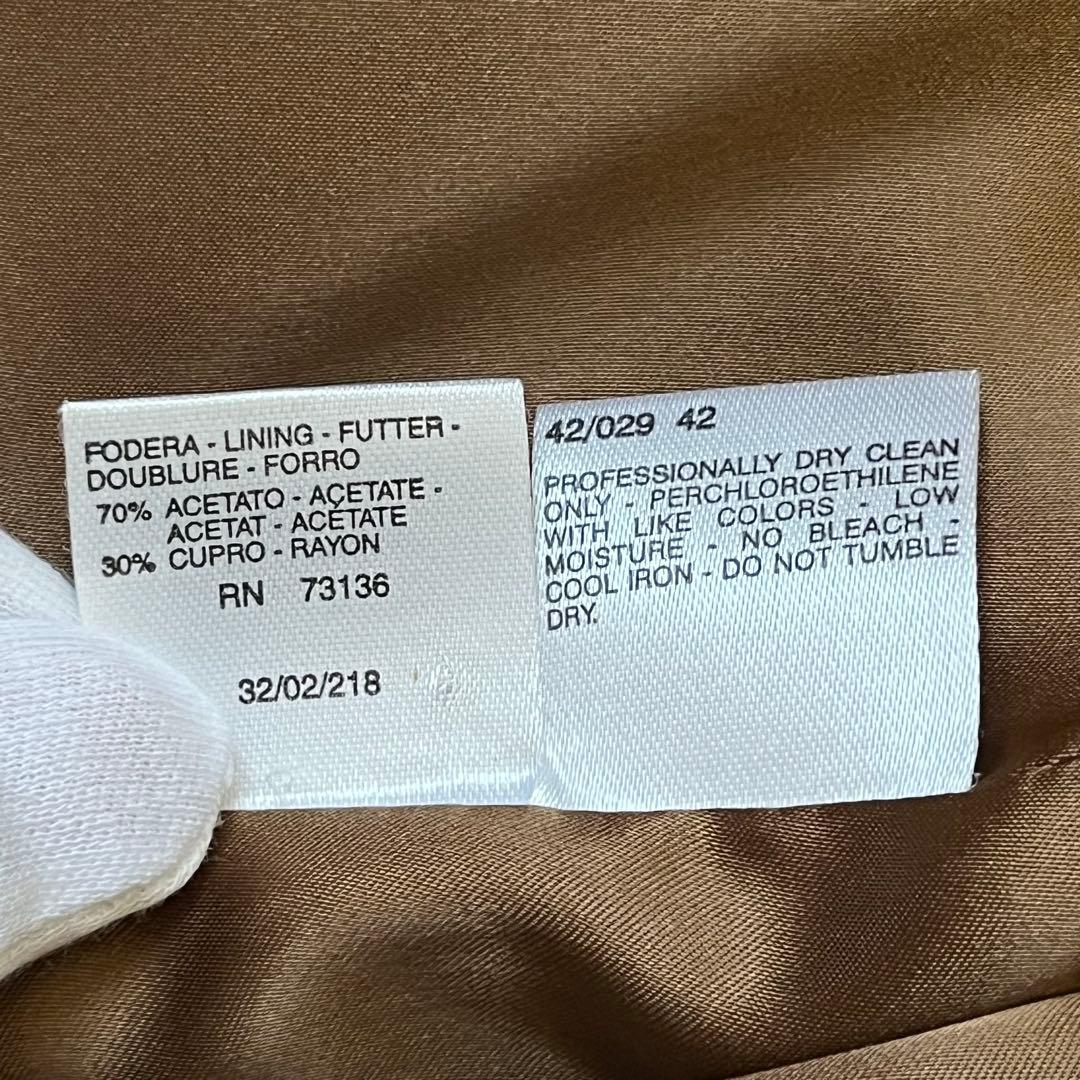 FODERA - LINING - FUTTER -
DOUBLURE - FORRO
70% ACETATO - ACETATE -
ACETAT - ACÉTATE
30% CUPRO - RAYON
RN 73136
32/02/218
42/029 42
PROFESSIONALLY DRY CLEAN
ONLY - PERCHLOROETHILENE
WITH LIKE COLORS - LOW
MOISTURE - NO BLEACH -
COOL IRON - DO NOT TUMBLE
DRY.